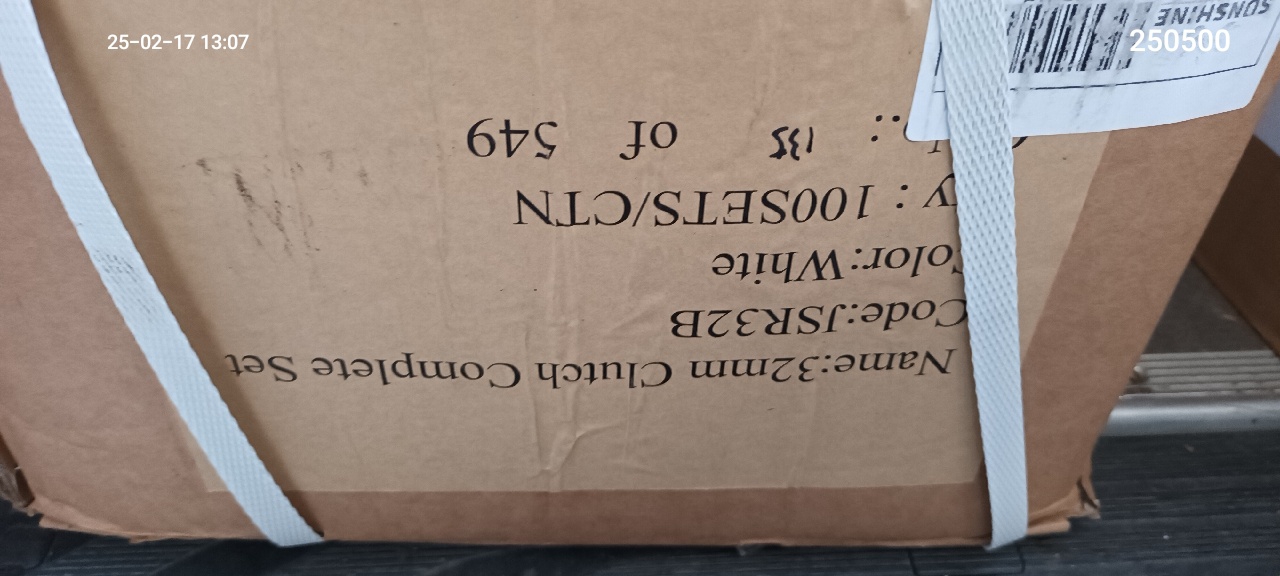 25-02-17 13:07
250500
SUNSHINE
Name:32mm Clutch Complete Set
Code:JSR32B
olor:White
y : 100SETS/CTN
.: 135 of 549